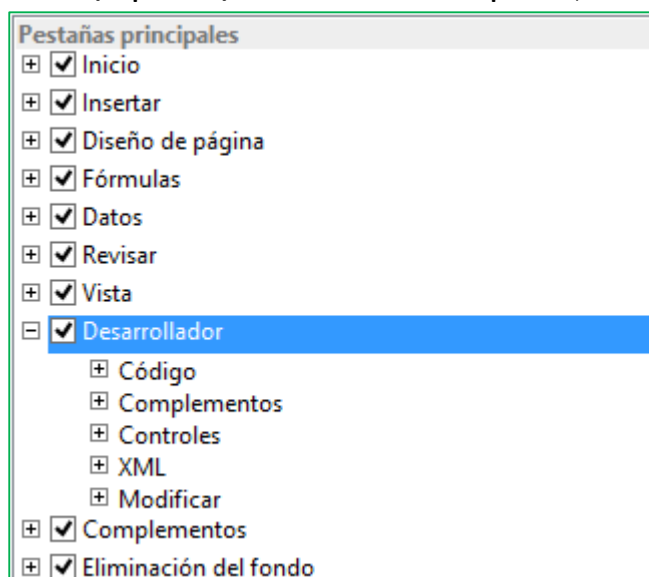 Pestañas principales
Inicio
Insertar
Diseño de página
Fórmulas
Datos
Revisar
Vista
Desarrollador
Código
Complementos
Controles
XML
Modificar
Complementos
Eliminación del fondo